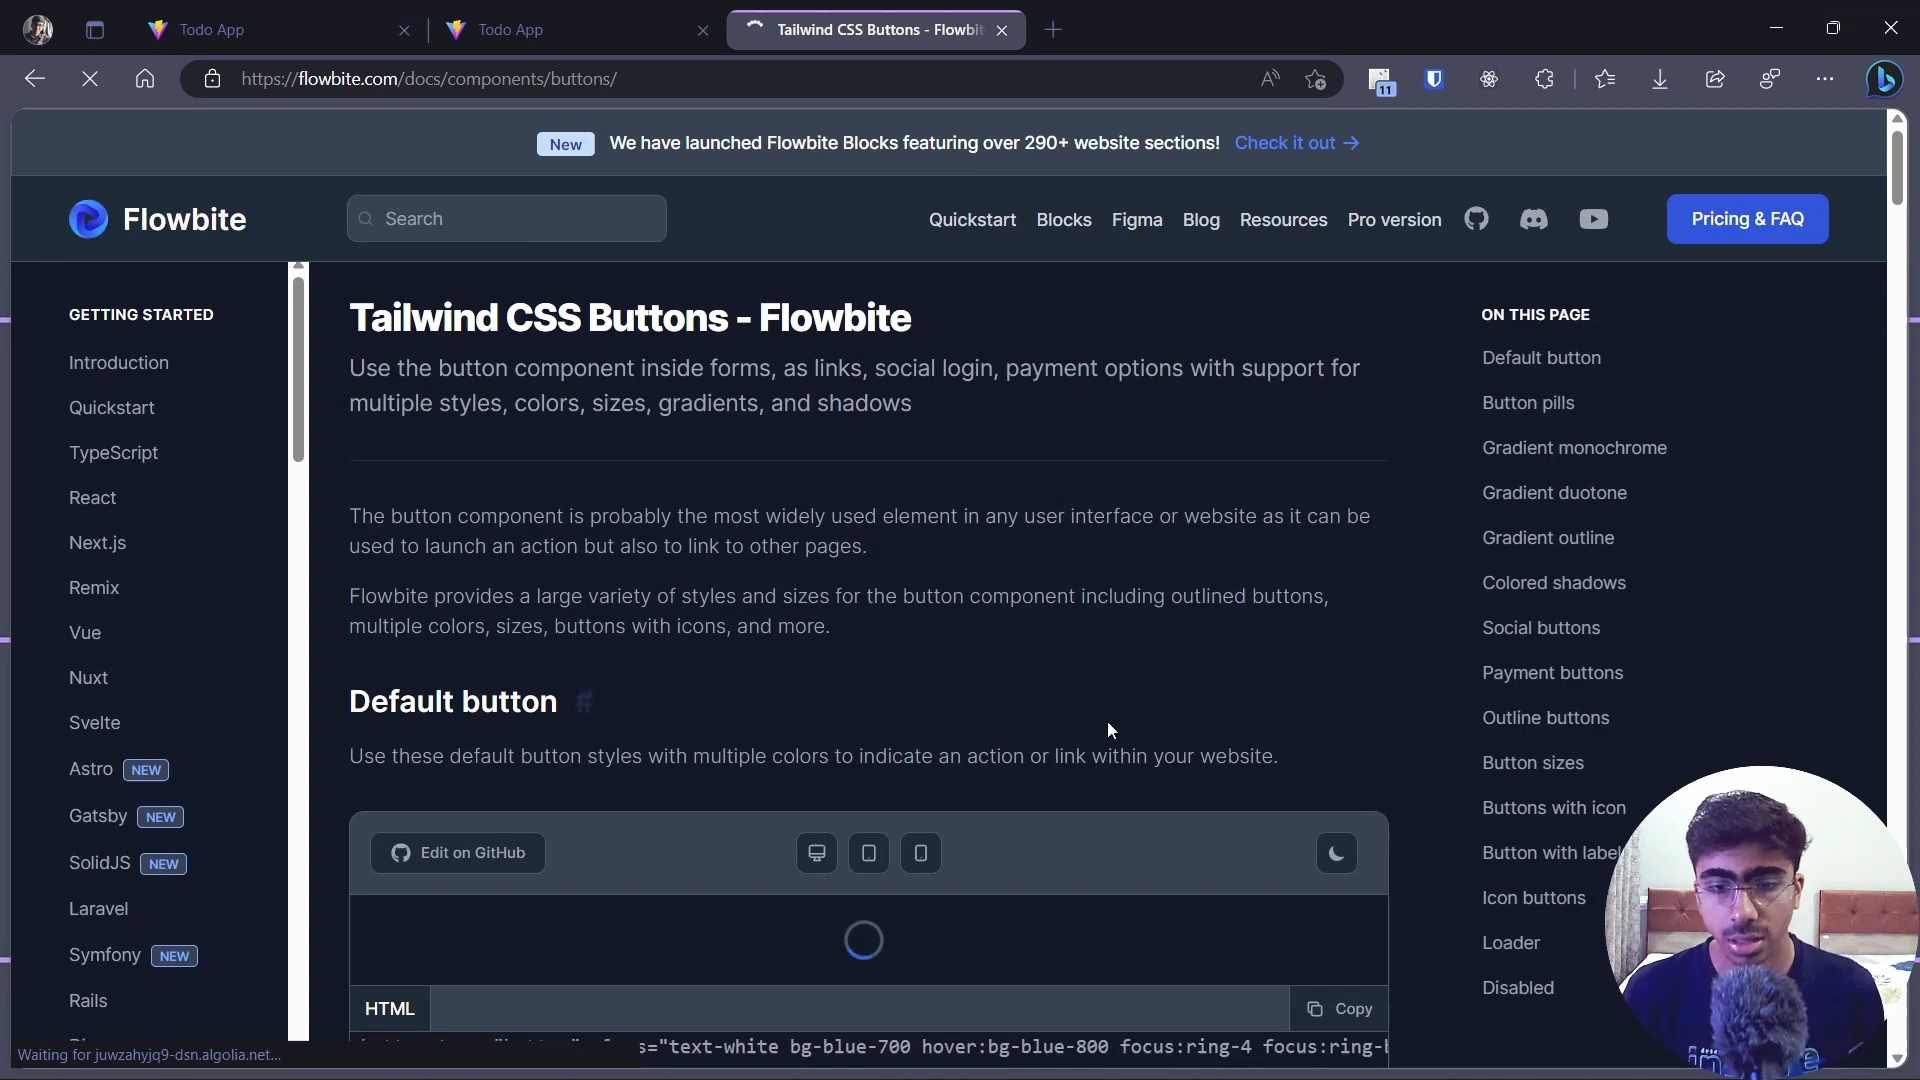 Todo App
Todo App
Tailwind CSS Buttons - Flowbit
https://flowbite.com/docs/components/buttons/
11
New We have launched Flowbite Blocks featuring over 290+ website sections! Check it out →
Flowbite
Search
Quickstart Blocks Figma Blog Resources Pro version
Pricing & FAQ
GETTING STARTED
Introduction
Quickstart
TypeScript
React
Next.js
Remix
Vue
Nuxt
Svelte
Astro NEW
Gatsby NEW
SolidJS NEW
Laravel
Symfony NEW
Rails
Waiting for juwzahyjq9-dsn.algolia.net...
Tailwind CSS Buttons - Flowbite
Use the button component inside forms, as links, social login, payment options with support for
multiple styles, colors, sizes, gradients, and shadows
The button component is probably the most widely used element in any user interface or website as it can be
used to launch an action but also to link to other pages.
Flowbite provides a large variety of styles and sizes for the button component including outlined buttons,
multiple colors, sizes, buttons with icons, and more.
Default button #
Use these default button styles with multiple colors to indicate an action or link within your website.
Edit on GitHub
HTML
Copy
s="text-white bg-blue-700 hover:bg-blue-800 focus:ring-4 focus:ring-b
ON THIS PAGE
Default button
Button pills
Gradient monochrome
Gradient duotone
Gradient outline
Colored shadows
Social buttons
Payment buttons
Outline buttons
Button sizes
Buttons with icon
Button with label
Icon buttons
Loader
Disabled